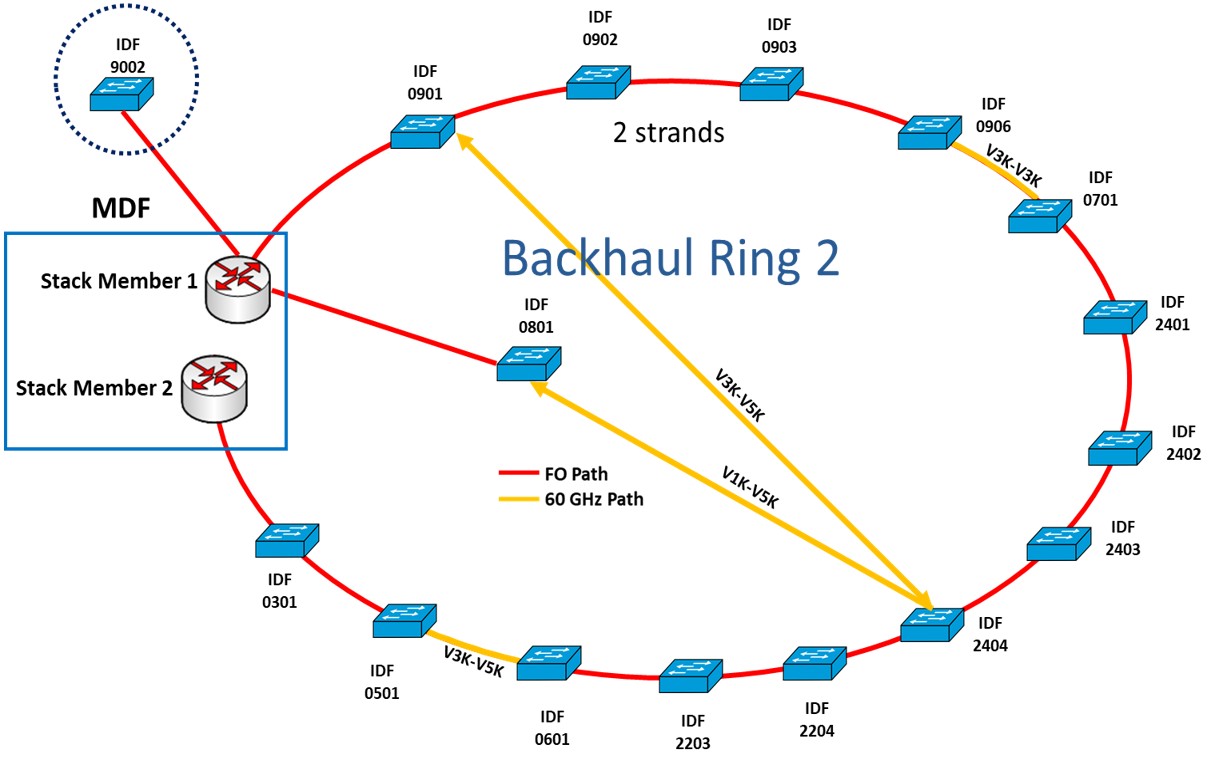 IDF
9002
IDF
0901
IDF
0902
IDF
0903
IDF
0906
2 strands
V3K-V3K
IDF
0701
MDF
Stack Member 1
Stack Member 2
Backhaul Ring 2
IDF
0801
IDF
2401
V3K-V5K
IDF
2402
V1K-V5K
FO Path
60 GHz Path
IDF
2403
IDF
0301
IDF
2404
IDF
0501
V3K-V5K
IDF
0601
IDF
2203
IDF
2204